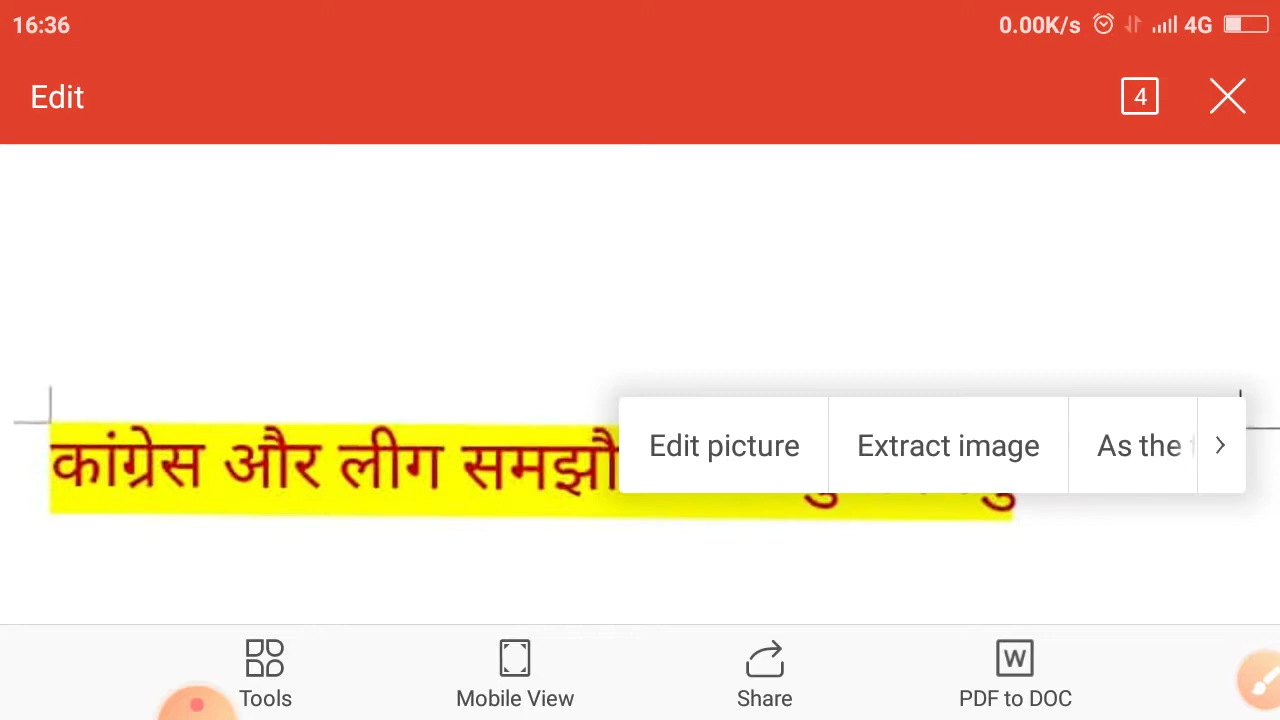 16:36 0.00K/s 4G
Edit 4
Edit picture Extract image As the
कांग्रेस और लीग
Tools Mobile View Share PDF to DOC